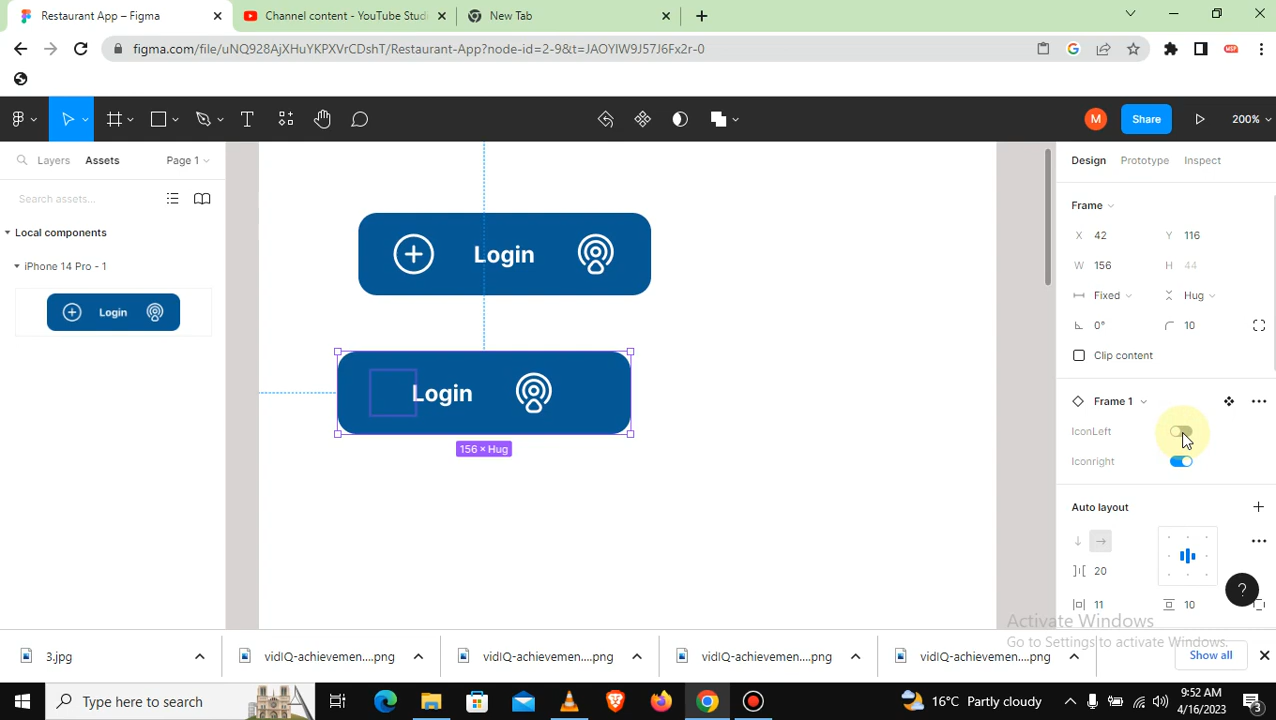 Restaurant App - Figma
Channel content - YouTube Studi
New Tab
figma.com/file/uNQ928AjXHuYKPXVrCDshT/Restaurant-App?node-id=2-9&t=JAOYIW9J57J6Fx2r-0
Share
200%
M
Layers
Assets
Page 1
Search assets...
Local components
iPhone 14 Pro - 1
Login
Login
Login
156 × Hug
Design
Prototype
Inspect
Frame
X 42
Y 116
W 156
H 44
Fixed
Hug
0°
10
Clip content
Frame 1
IconLeft
Iconright
Auto layout
20
11
10
?
Activate Windows
Go to Settings to activate Windows.
3.jpg
vidIQ-achievemen....png
vidIQ-achievemen....png
vidIQ-achievemen....png
vidIQ-achievemen....png
Show all
Type here to search
16°C Partly cloudy
9:52 AM
4/16/2023
3